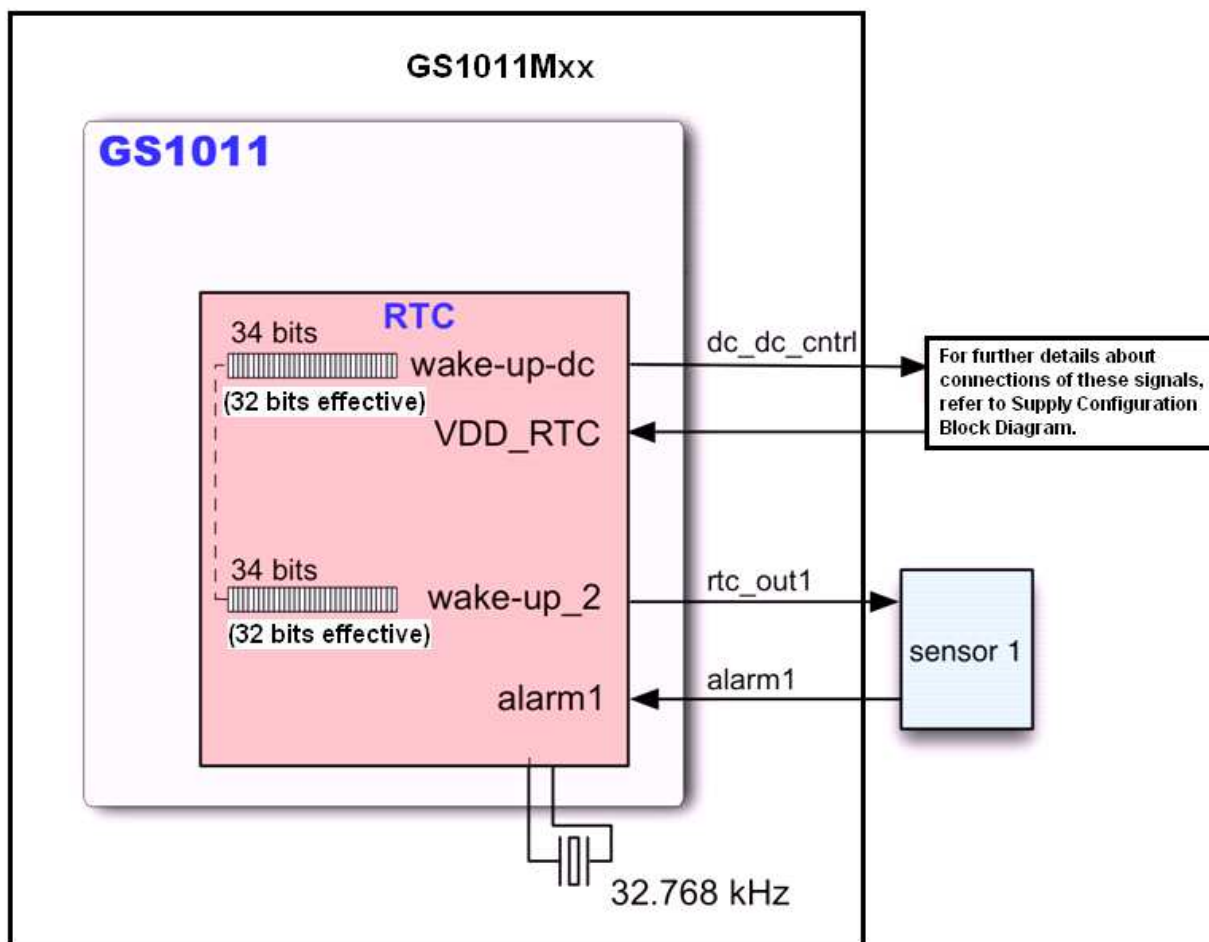 GS1011Mxx
GS1011
RTC
34 bits
wake-up-dc
(32 bits effective)
VDD_RTC
34 bits
wake-up_2
(32 bits effective)
alarm1
dc_dc_cntrl
For further details about
connections of these signals,
refer to Supply Configuration
Block Diagram.
rtc_out1
alarm1
sensor 1
32.768 kHz